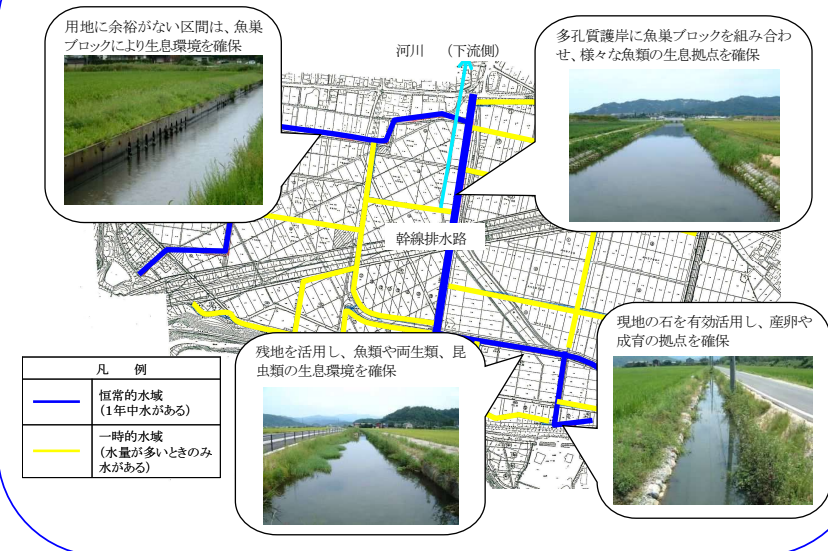 用地に余裕がない区間は、魚巣
ブロックにより生息環境を確保
河川 （下流側）
多孔質護岸に魚巣ブロックを組み合わ
せ、様々な魚類の生息拠点を確保
幹線排水路
残地を活用し、魚類や両生類、昆
虫類の生息環境を確保
現地の石を有効活用し、産卵や
成育の拠点を確保
凡 例
恒常的水域
(1年中水がある)
一時的水域
(水量が多いときのみ
水がある)